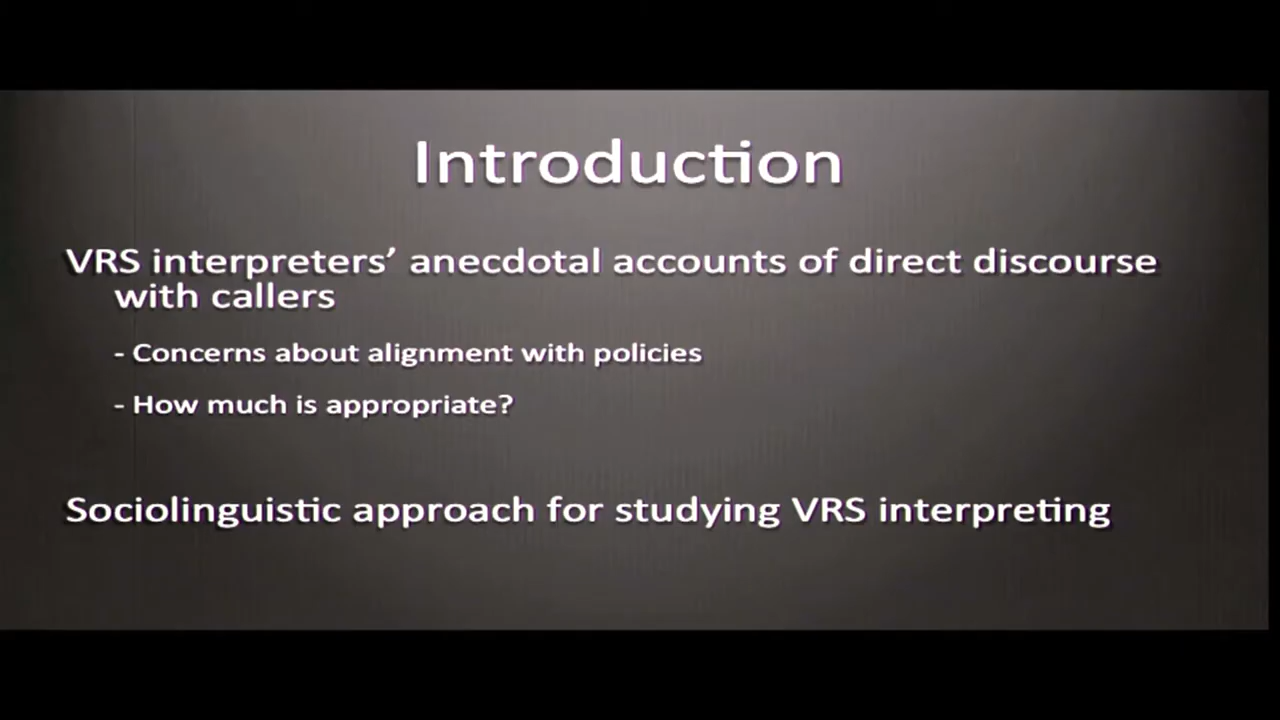 Introduction
VRS interpreters’ anecdotal accounts of direct discourse
with callers
- Concerns about alignment with policies
- How much is appropriate?
Sociolinguistic approach for studying VRS interpreting